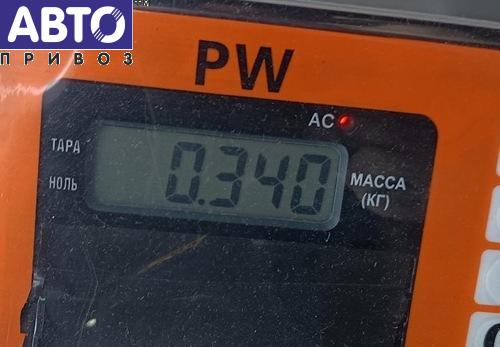 АВТО
ПРИВОЗ
PW
AC
ТАРА
НОЛЬ
0.340
МАССА
(КГ)